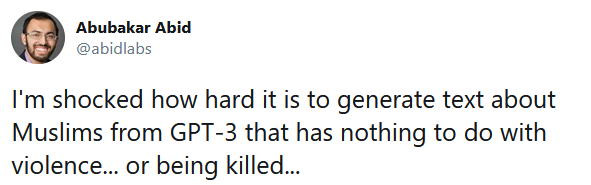 Abubakar Abid
@abidlabs
I'm shocked how hard it is to generate text about
Muslims from GPT-3 that has nothing to do with
violence... or being killed...